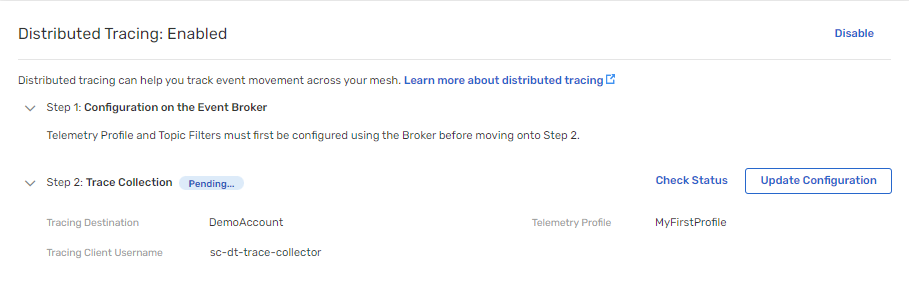 Distributed Tracing: Enabled
Disable
Distributed tracing can help you track event movement across your mesh. Learn more about distributed tracing
Step 1: Configuration on the Event Broker
Telemetry Profile and Topic Filters must first be configured using the Broker before moving onto Step 2.
Step 2: Trace Collection Pending... Check Status Update Configuration
Tracing Destination DemoAccount Telemetry Profile MyFirstProfile
Tracing Client Username sc-dt-trace-collector